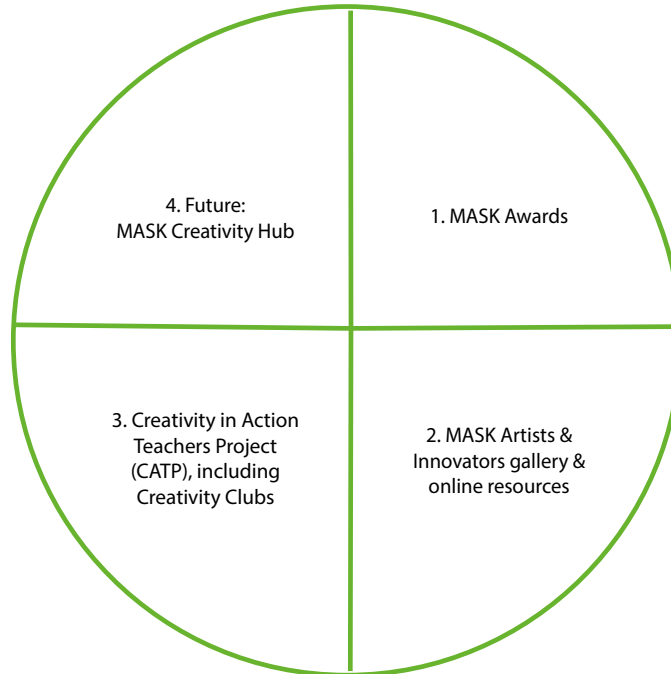 4. Future:
MASK Creativity Hub
1. MASK Awards
3. Creativity in Action
Teachers Project
(CATP), including
Creativity Clubs
2. MASK Artists &
Innovators gallery &
online resources